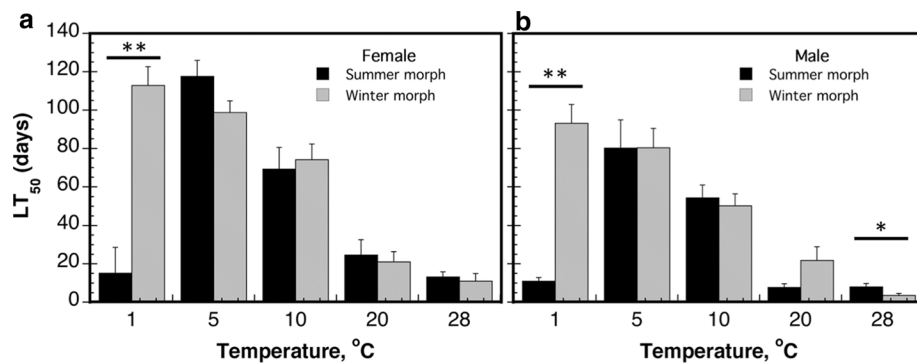 a
b
LT50 (days)
140
120
100
80
60
40
20
0
**
Female
Summer morph
Winter morph
1 5 10 20 28
Temperature, °C
**
Male
Summer morph
Winter morph
*
1 5 10 20 28
Temperature, °C